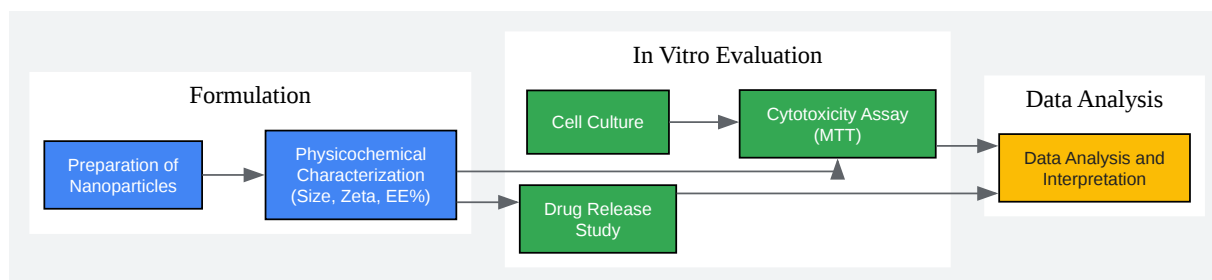 Formulation
Preparation of
Nanoparticles
Physicochemical
Characterization
(Size, Zeta, EE%)
In Vitro Evaluation
Cell Culture
Cytotoxicity Assay
(MTT)
Drug Release
Study
Data Analysis
Data Analysis and
Interpretation